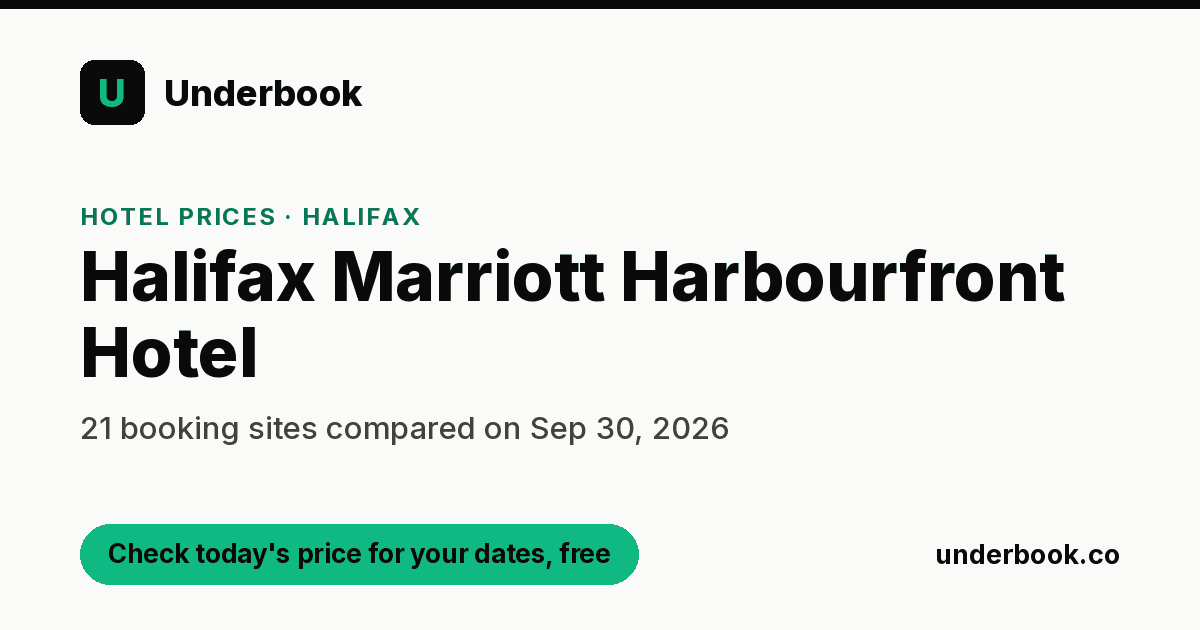 U Underbook
HOTEL PRICES · HALIFAX
Halifax Marriott Harbourfront
Hotel
21 booking sites compared on Sep 30, 2026
Check today's price for your dates, free
underbook.co